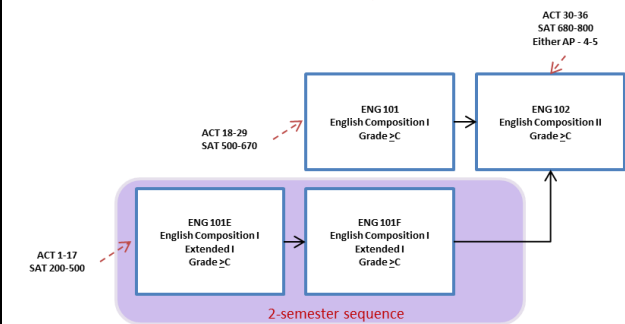 ACT 30-36
SAT 680-800
Either AP - 4-5
ENG 101
English Composition I
Grade ≥C
ENG 102
English Composition II
Grade ≥C
ACT 18-29
SAT 500-670
ENG 101E
English Composition I
Extended I
Grade ≥C
ENG 101F
English Composition I
Extended I
Grade ≥C
ACT 1-17
SAT 200-500
2-semester sequence